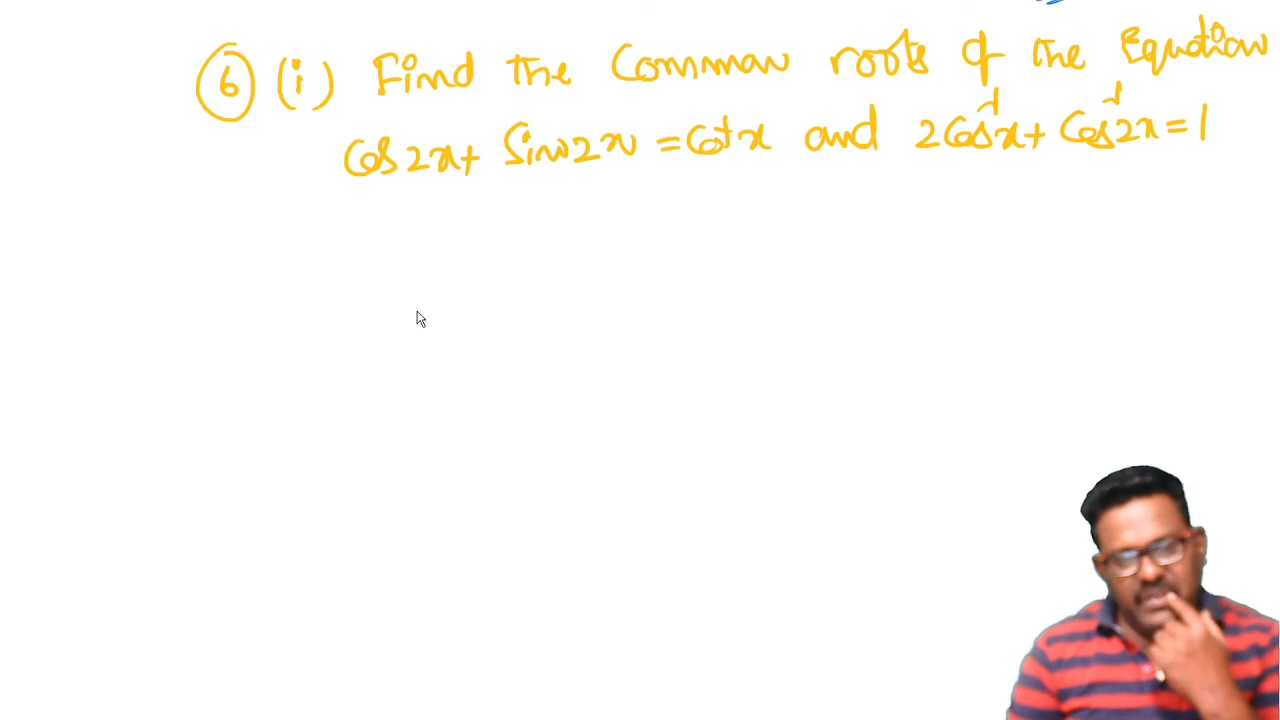 ⑥ (i) Find the Common roots of the Equation
Cos 2x + Sin 2x = Cot x and 2Cos²x + Cos²2x = 1